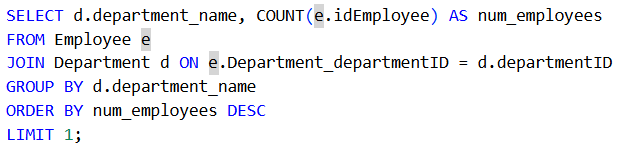 SELECT d.department_name, COUNT(e.idEmployee) AS num_employees
FROM Employee e
JOIN Department d ON e.Department_departmentID = d.departmentID
GROUP BY d.department_name
ORDER BY num_employees DESC
LIMIT 1;